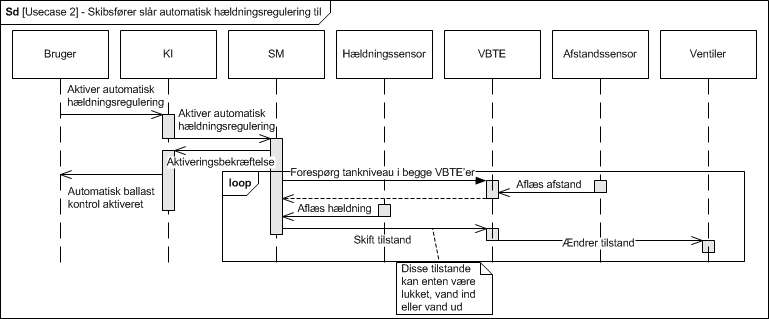 Sd [Usecase 2] - Skibsfører slår automatisk hældningsregulering til
Bruger
KI
SM
Hældningssensor
VBTE
Afstandssensor
Ventiler
Aktiver automatisk
hældningsregulering
Aktiver automatisk
hældningsregulering
Aktiveringsbekræftelse
Automatisk ballast
kontrol aktiveret
loop
Forespørg tankniveau i begge VBTE'er
Aflæs afstand
Aflæs hældning
Skift tilstand
Ændrer tilstand
Disse tilstande
kan enten være
lukket, vand ind
eller vand ud